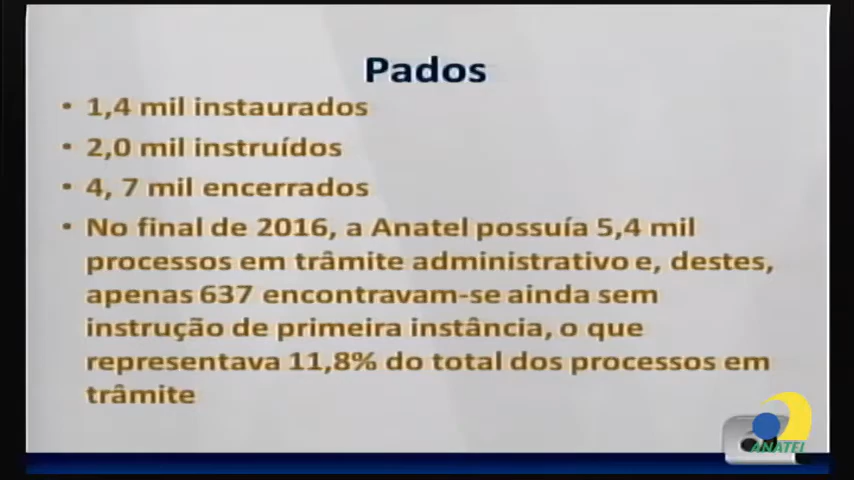 Pados
• 1,4 mil instaurados
• 2,0 mil instruídos
• 4, 7 mil encerrados
• No final de 2016, a Anatel possuía 5,4 mil
processos em trâmite administrativo e, destes,
apenas 637 encontravam-se ainda sem
instrução de primeira instância, o que
representava 11,8% do total dos processos em
trâmite
ANATEL